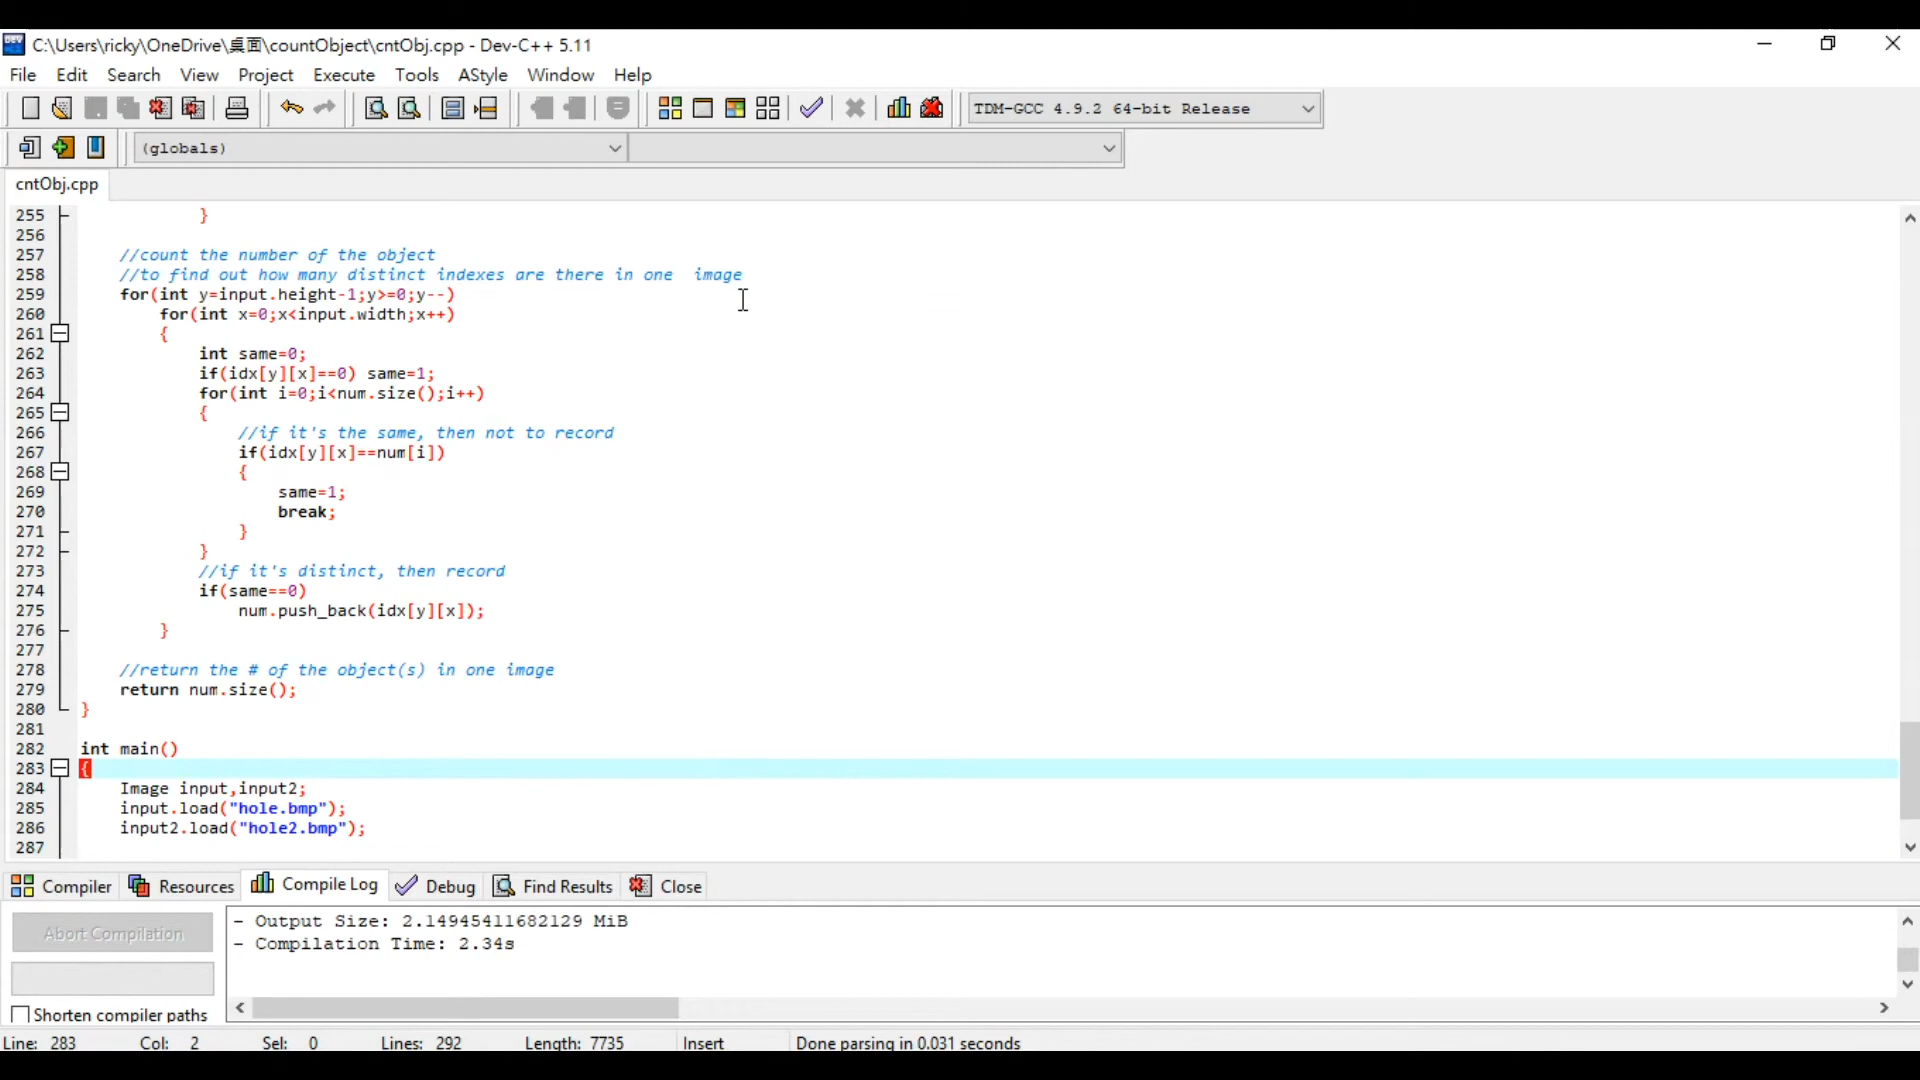 C:\Users\ricky\OneDrive\桌面\countObject\cntObj.cpp - Dev-C++ 5.11
File Edit Search View Project Execute Tools AStyle Window Help
TDM-GCC 4.9.2 64-bit Release
(globals)
cntObj.cpp
255 }
256
257 //count the number of the object
258 //to find out how many distinct indexes are there in one  image
259 for(int y=input.height-1;y>=0;y--)
260 for(int x=0;x<input.width;x++)
261 {
262 int same=0;
263 if(idx[y][x]==0) same=1;
264 for(int i=0;i<num.size();i++)
265 {
266 //if it's the same, then not to record
267 if(idx[y][x]==num[i])
268 {
269 same=1;
270 break;
271 }
272 }
273 //if it's distinct, then record
274 if(same==0)
275 num.push_back(idx[y][x]);
276 }
277
278 //return the # of the object(s) in one image
279 return num.size();
280 }
281
282 int main()
283 {
284 Image input,input2;
285 input.load("hole.bmp");
286 input2.load("hole2.bmp");
287
Compiler Resources Compile Log Debug Find Results Close
Abort Compilation
- Output Size: 2.14945411682129 MiB
- Compilation Time: 2.34s
Shorten compiler paths
Line: 283 Col: 2 Sel: 0 Lines: 292 Length: 7735 Insert Done parsing in 0.031 seconds